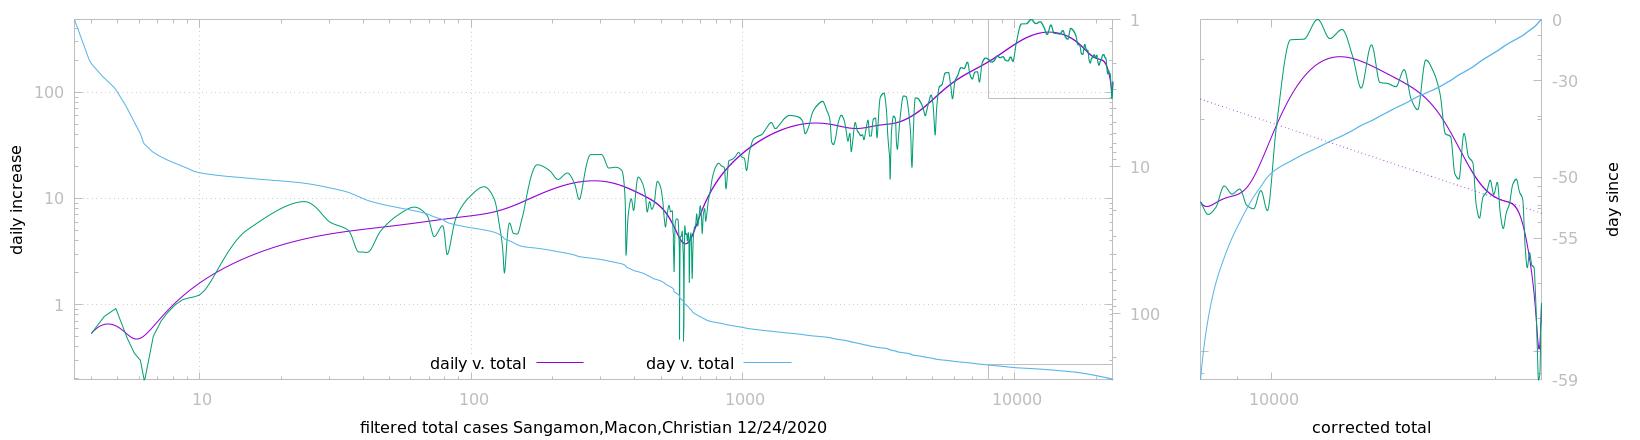 daily increase
100
10
1
10
100
1000
10000
1
10
100
daily v. total
day v. total
filtered total cases Sangamon,Macon,Christian 12/24/2020
0
-30
-50
-55
-59
day since
10000
corrected total